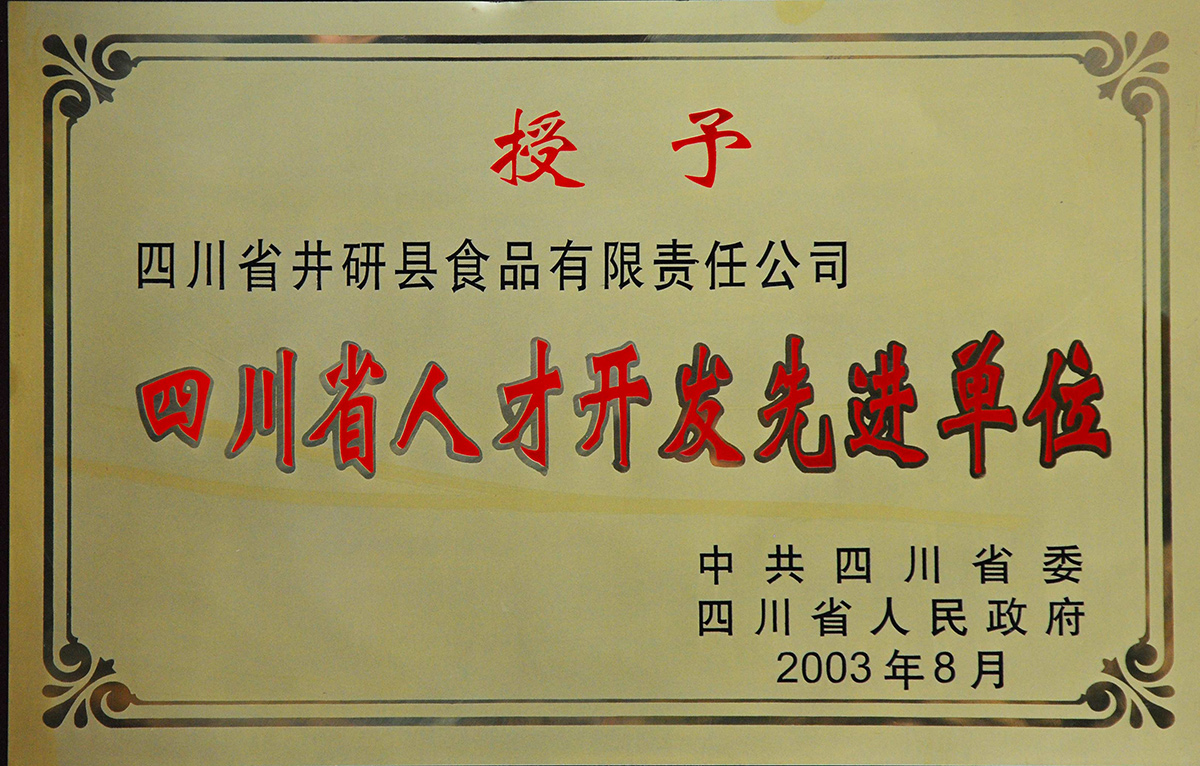 授予
四川省井研县食品有限责任公司
四川省人才开发先进单位
中共四川省委
四川省人民政府
2003年8月